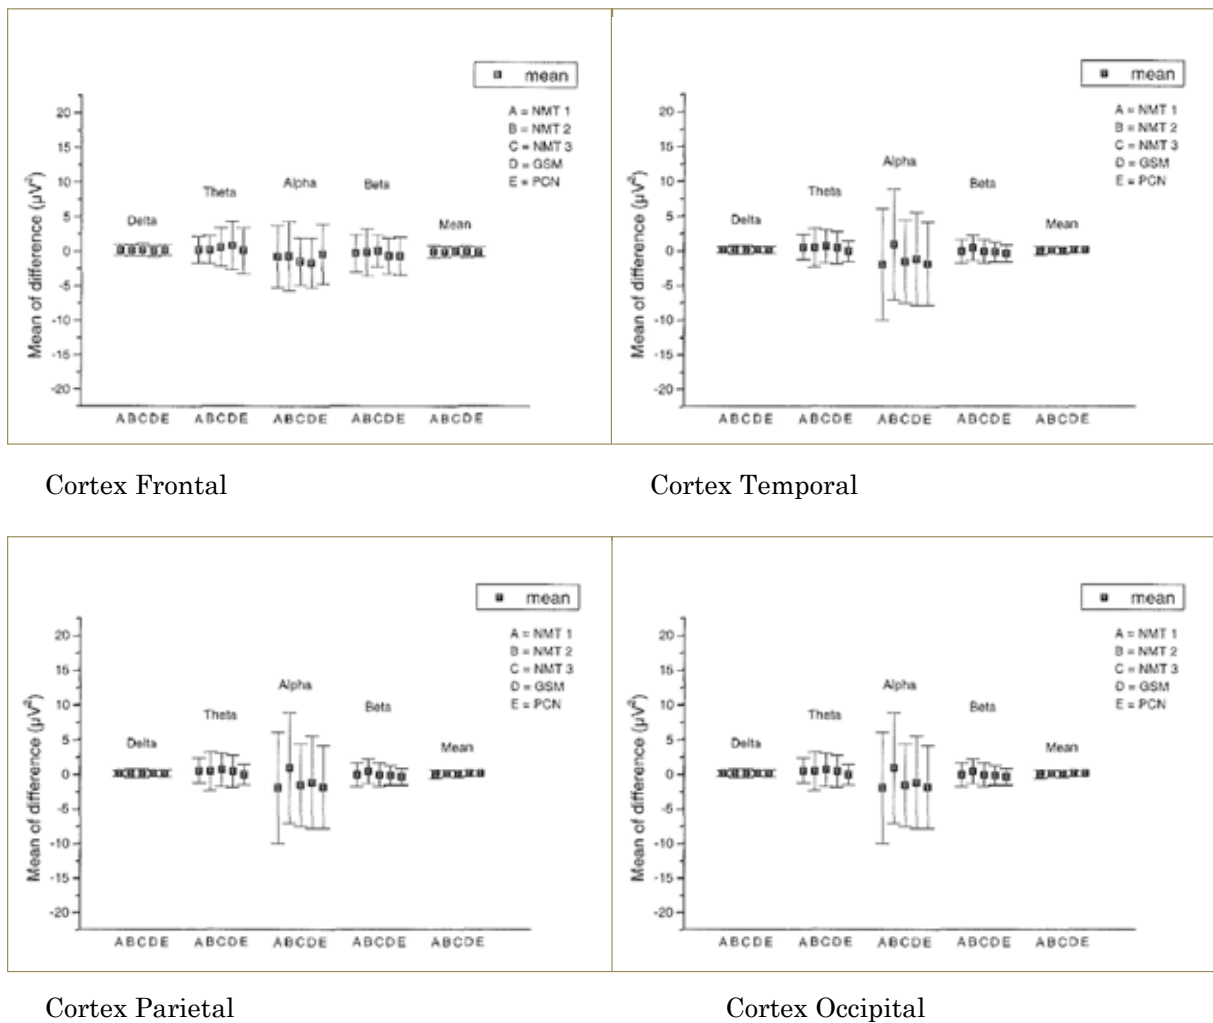 mean
A = NMT 1
B = NMT 2
C = NMT 3
D = GSM
E = PCN
20
15
10
5
0
-5
-10
-15
-20
Mean of difference (µV²)
Delta
Theta
Alpha
Beta
Mean
ABCDE ABCDE ABCDE ABCDE ABCDE
mean
A = NMT 1
B = NMT 2
C = NMT 3
D = GSM
E = PCN
20
15
10
5
0
-5
-10
-15
-20
Mean of difference (µV²)
Delta
Theta
Alpha
Beta
Mean
ABCDE ABCDE ABCDE ABCDE ABCDE
Cortex Frontal
Cortex Temporal
mean
A = NMT 1
B = NMT 2
C = NMT 3
D = GSM
E = PCN
20
15
10
5
0
-5
-10
-15
-20
Mean of difference (µV²)
Delta
Theta
Alpha
Beta
Mean
ABCDE ABCDE ABCDE ABCDE ABCDE
mean
A = NMT 1
B = NMT 2
C = NMT 3
D = GSM
E = PCN
20
15
10
5
0
-5
-10
-15
-20
Mean of difference (µV²)
Delta
Theta
Alpha
Beta
Mean
ABCDE ABCDE ABCDE ABCDE ABCDE
Cortex Parietal
Cortex Occipital